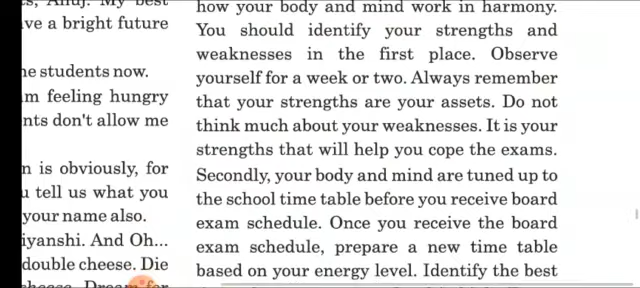 My best
ve a bright future
e students now.
m feeling hungry
nts don't allow me
n is obviously, for
u tell us what you
your name also.
iyanshi. And Oh...
double cheese. Die
how your body and mind work in harmony.
You should identify your strengths and
weaknesses in the first place. Observe
yourself for a week or two. Always remember
that your strengths are your assets. Do not
think much about your weaknesses. It is your
strengths that will help you cope the exams.
Secondly, your body and mind are tuned up to
the school time table before you receive board
exam schedule. Once you receive the board
exam schedule, prepare a new time table
based on your energy level. Identify the best